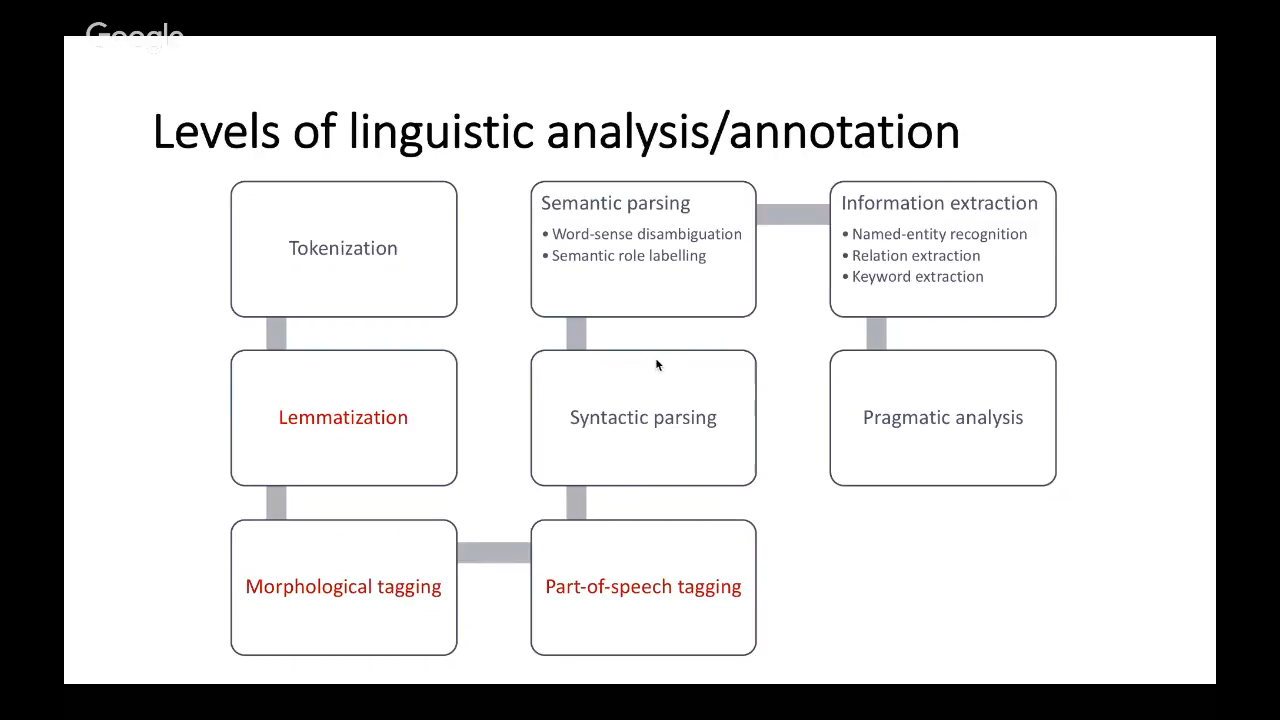 Google
Levels of linguistic analysis/annotation
Tokenization
Lemmatization
Morphological tagging
Part-of-speech tagging
Syntactic parsing
Semantic parsing
• Word-sense disambiguation
• Semantic role labelling
Information extraction
• Named-entity recognition
• Relation extraction
• Keyword extraction
Pragmatic analysis